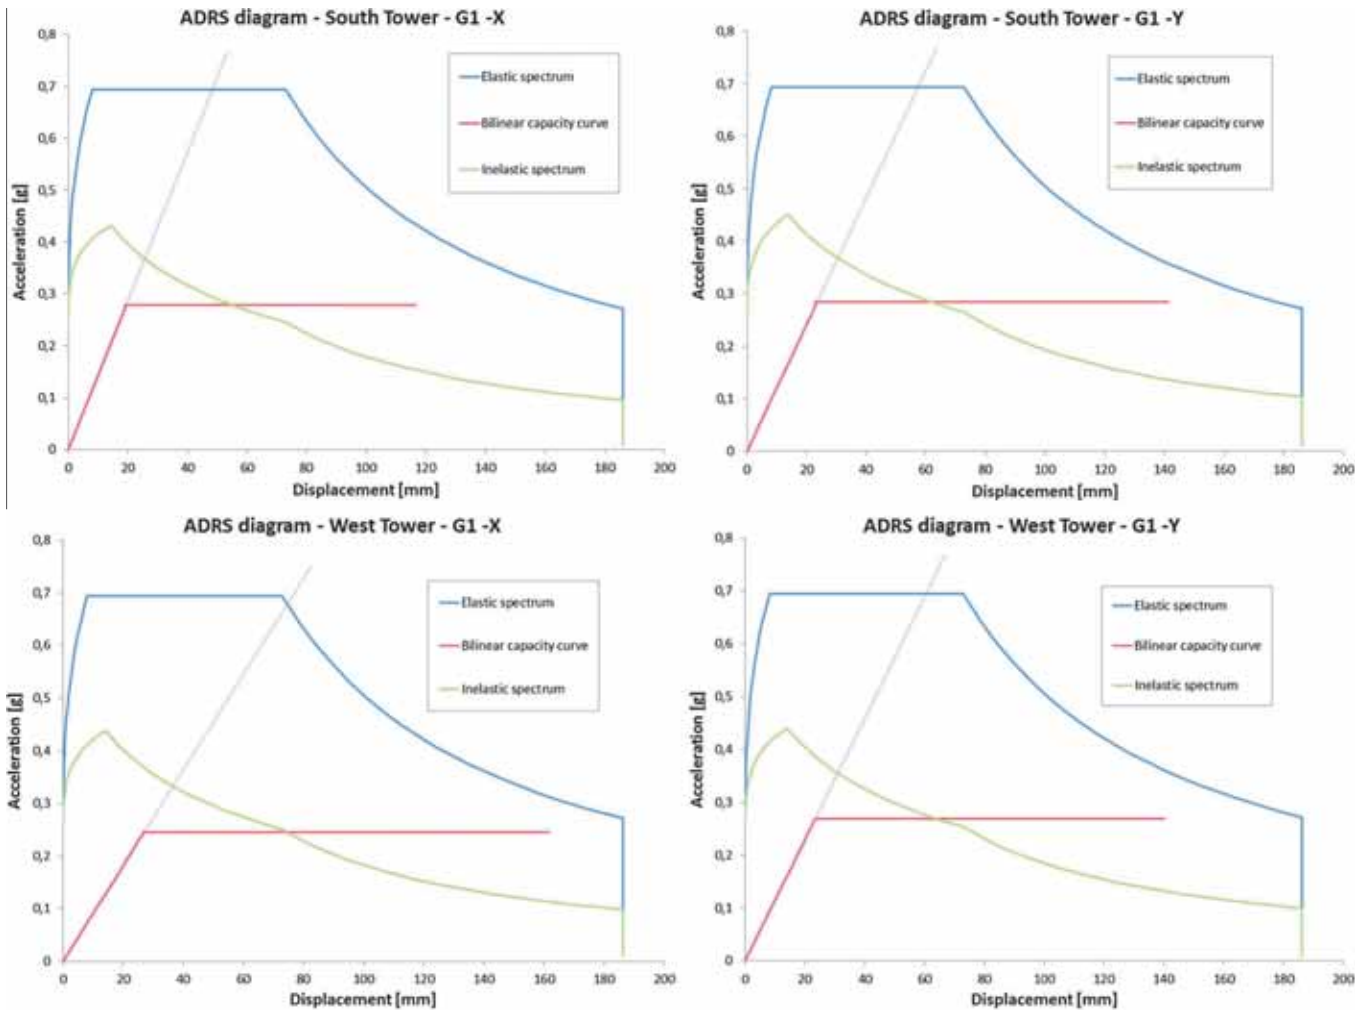 ADRS diagram - South Tower - G1 -X
0,8
0,7
0,6
0,5
0,4
0,3
0,2
0,1
0
Acceleration [g]
Elastic spectrum
Bilinear capacity curve
Inelastic spectrum
0 20 40 60 80 100 120 140 160 180 200
Displacement [mm]
ADRS diagram - South Tower - G1 -Y
0,8
0,7
0,6
0,5
0,4
0,3
0,2
0,1
0
Acceleration [g]
Elastic spectrum
Bilinear capacity curve
Inelastic spectrum
0 20 40 60 80 100 120 140 160 180 200
Displacement [mm]
ADRS diagram - West Tower - G1 -X
0,8
0,7
0,6
0,5
0,4
0,3
0,2
0,1
0
Acceleration [g]
Elastic spectrum
Bilinear capacity curve
Inelastic spectrum
0 20 40 60 80 100 120 140 160 180 200
Displacement [mm]
ADRS diagram - West Tower - G1 -Y
0,8
0,7
0,6
0,5
0,4
0,3
0,2
0,1
0
Acceleration [g]
Elastic spectrum
Bilinear capacity curve
Inelastic spectrum
0 20 40 60 80 100 120 140 160 180 200
Displacement [mm]